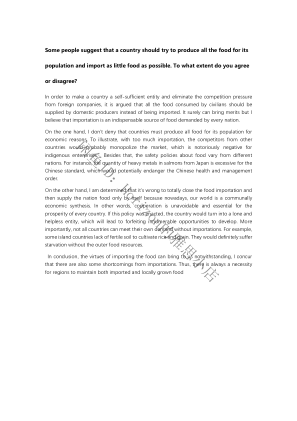 Some people suggest that a country should try to produce all the food for its
population and import as little food as possible. To what extent do you agree
or disagree?
In order to make a country a self-sufficient entity and eliminate the competition pressure
from foreign companies, it is argued that all the food consumed by civilians should be
supplied by domestic producers instead of being imported. It surely can bring merits but I
believe that importation is an indispensable source of food demanded by every nation.
On the one hand, I don't deny that countries must produce all food for its population for
economic reasons. To illustrate, with too much importation, the competitors from other
countries would probably monopolize the market, which is notoriously negative for
indigenous enterprises. Besides that, the safety policies about food vary from different
nations. For instance, the quantity of heavy metals in salmons from Japan is excessive for the
Chinese standard, which would potentially endanger the Chinese health and management
order.
On the other hand, I am determined that it's wrong to totally close the food importation and
then supply the nation food only by itself because nowadays, our world is a communally
economic synthesis. In other words, cooperation is unavoidable and essential for the
prosperity of every country. If this policy was adopted, the country would turn into a lone and
helpless entity, which will lead to forfeiting innumerable opportunities to develop. More
importantly, not all countries can meet their own demand without importations. For example,
some island countries lack of fertile soil to cultivate rice and grain. They would definitely suffer
starvation without the outer food resources.
In conclusion, the virtues of importing the food can bring to us notwithstanding, I concur
that there are also some shortcomings from importations. Thus, there is always a necessity
for regions to maintain both imported and locally grown food